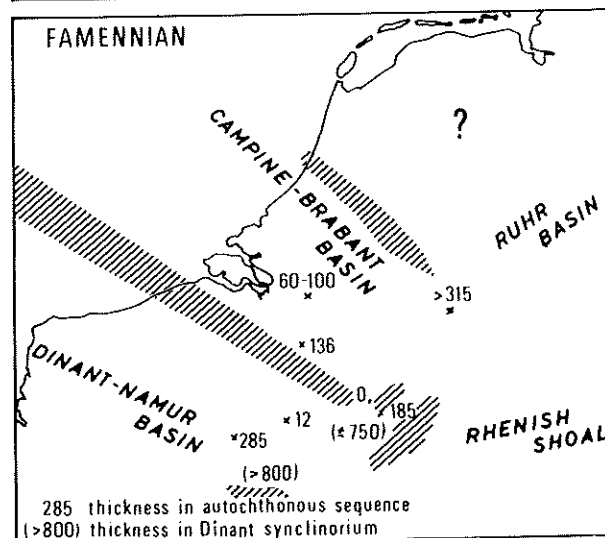 FAMENNIAN
?
CAMPINE-BRABANT
BASIN
RUHR
BASIN
60-100
>315
136
DINANT-NAMUR
BASIN
0,
185
12
(±750)
285
(>800)
RHENISH
SHOAL
285 thickness in autochthonous sequence
(>800) thickness in Dinant synclinorium